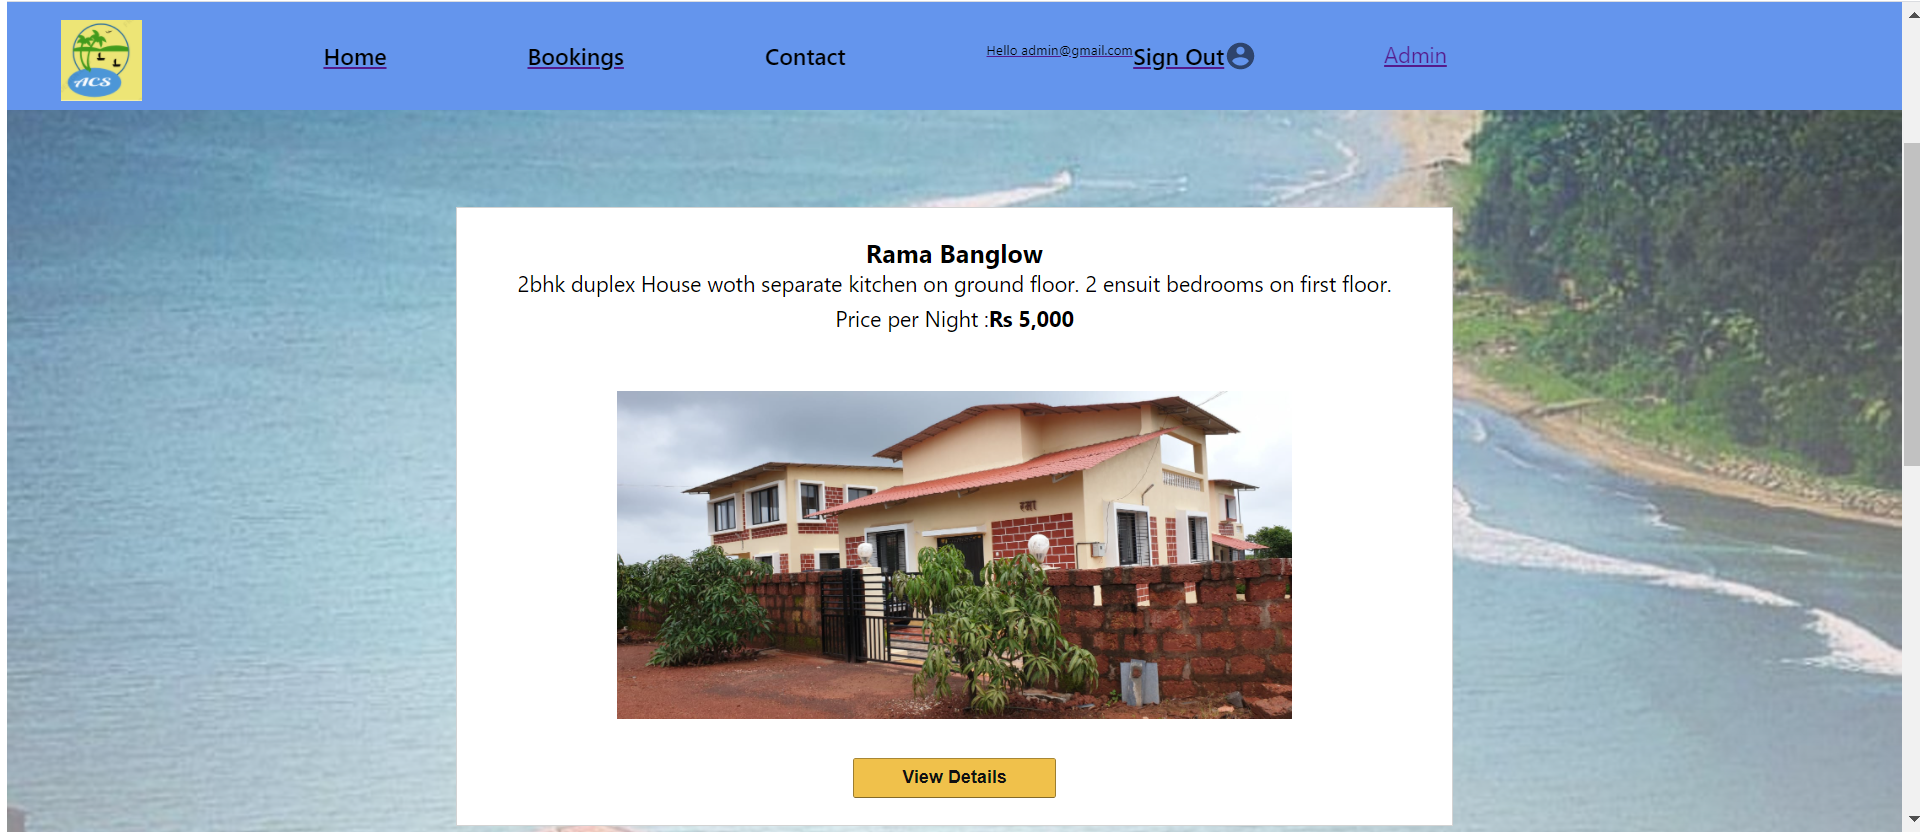 ACS
Home
Bookings
Contact
Hello admin@gmail.com
Sign Out
Admin
Rama Banglow
2bhk duplex House woth separate kitchen on ground floor. 2 ensuit bedrooms on first floor.
Price per Night :Rs 5,000
रमा
View Details